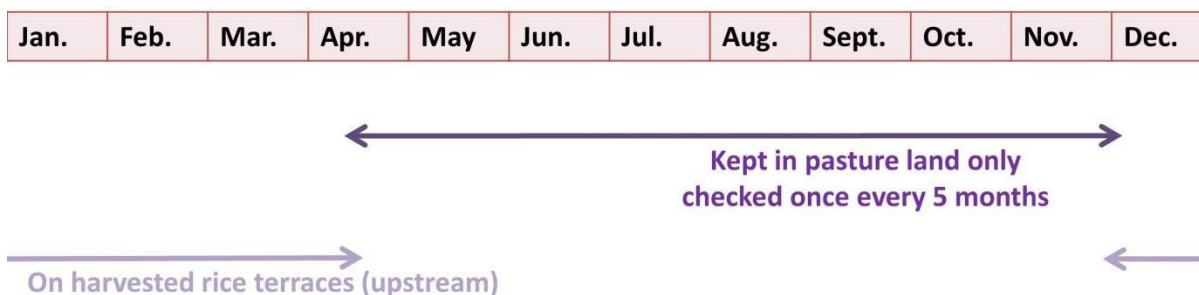 Jan. Feb. Mar. Apr. May Jun. Jul. Aug. Sept. Oct. Nov. Dec.
Kept in pasture land only
checked once every 5 months
On harvested rice terraces (upstream)